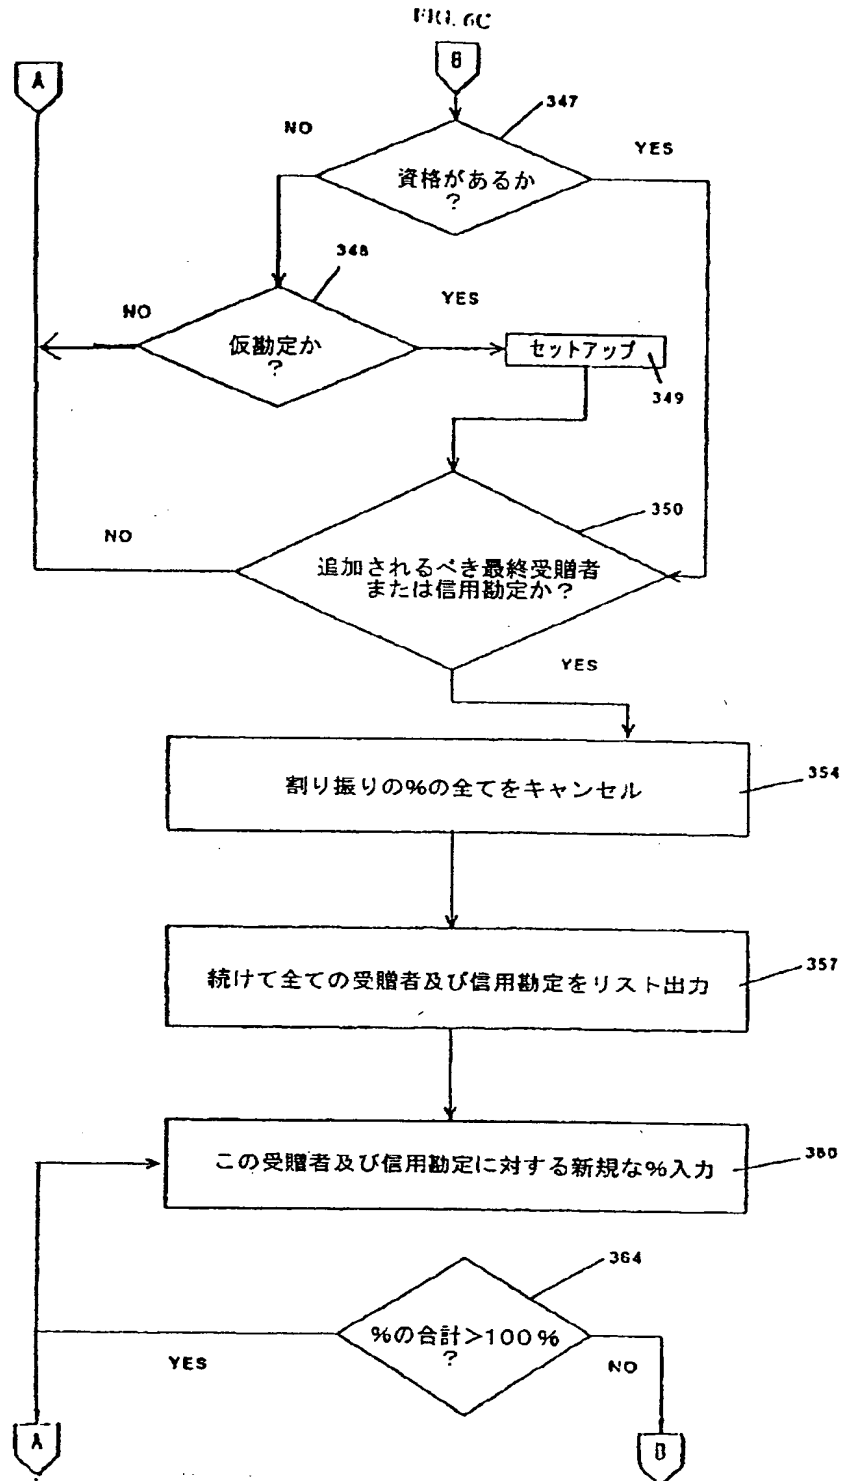 FIG. 6C
A
B
347
NO
YES
資格があるか
?
348
NO
YES
仮勘定か
?
セットアップ
349
350
NO
追加されるべき最終受贈者
または信用勘定か?
YES
354
割り振りの%の全てをキャンセル
357
続けて全ての受贈者及び信用勘定をリスト出力
360
この受贈者及び信用勘定に対する新規な%入力
364
%の合計>100%
?
YES
NO
A